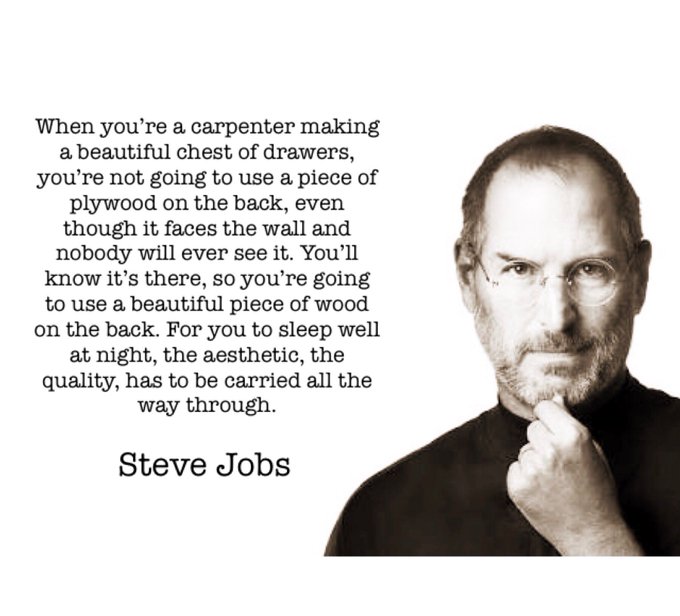 When you’re a carpenter making
a beautiful chest of drawers,
you’re not going to use a piece of
plywood on the back, even
though it faces the wall and
nobody will ever see it. You’ll
know it’s there, so you’re going
to use a beautiful piece of wood
on the back. For you to sleep well
at night, the aesthetic, the
quality, has to be carried all the
way through.
Steve Jobs